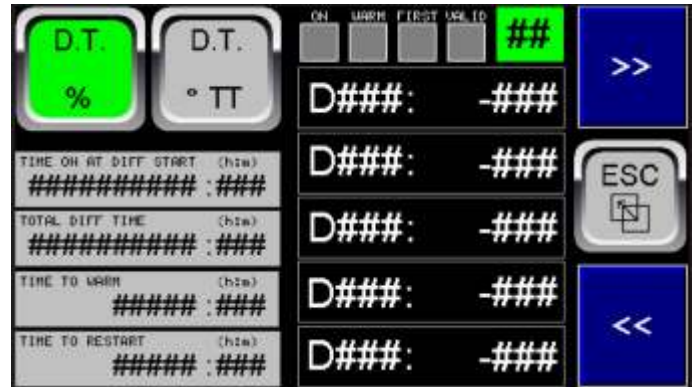 D.T.
%
D.T.
° TT
ON WARM FIRST VALID
##
>>
D###: -###
TIME ON AT DIFF START (h:m)
########## :###
D###: -###
ESC
TOTAL DIFF TIME (h:m)
########## :###
D###: -###
TIME TO WARM (h:m)
##### :###
D###: -###
<<
TIME TO RESTART (h:m)
##### :###
D###: -###